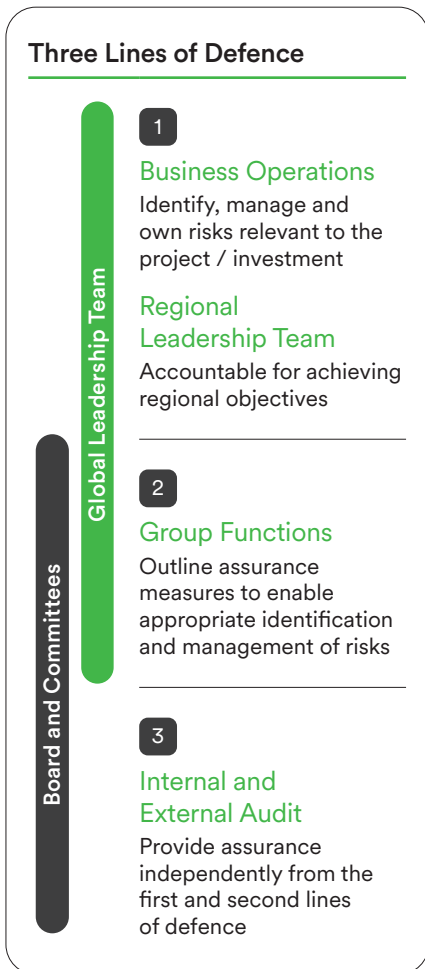 Three Lines of Defence
Global Leadership Team
Board and Committees
1
Business Operations
Identify, manage and
own risks relevant to the
project / investment
Regional
Leadership Team
Accountable for achieving
regional objectives
2
Group Functions
Outline assurance
measures to enable
appropriate identification
and management of risks
3
Internal and
External Audit
Provide assurance
independently from the
first and second lines
of defence